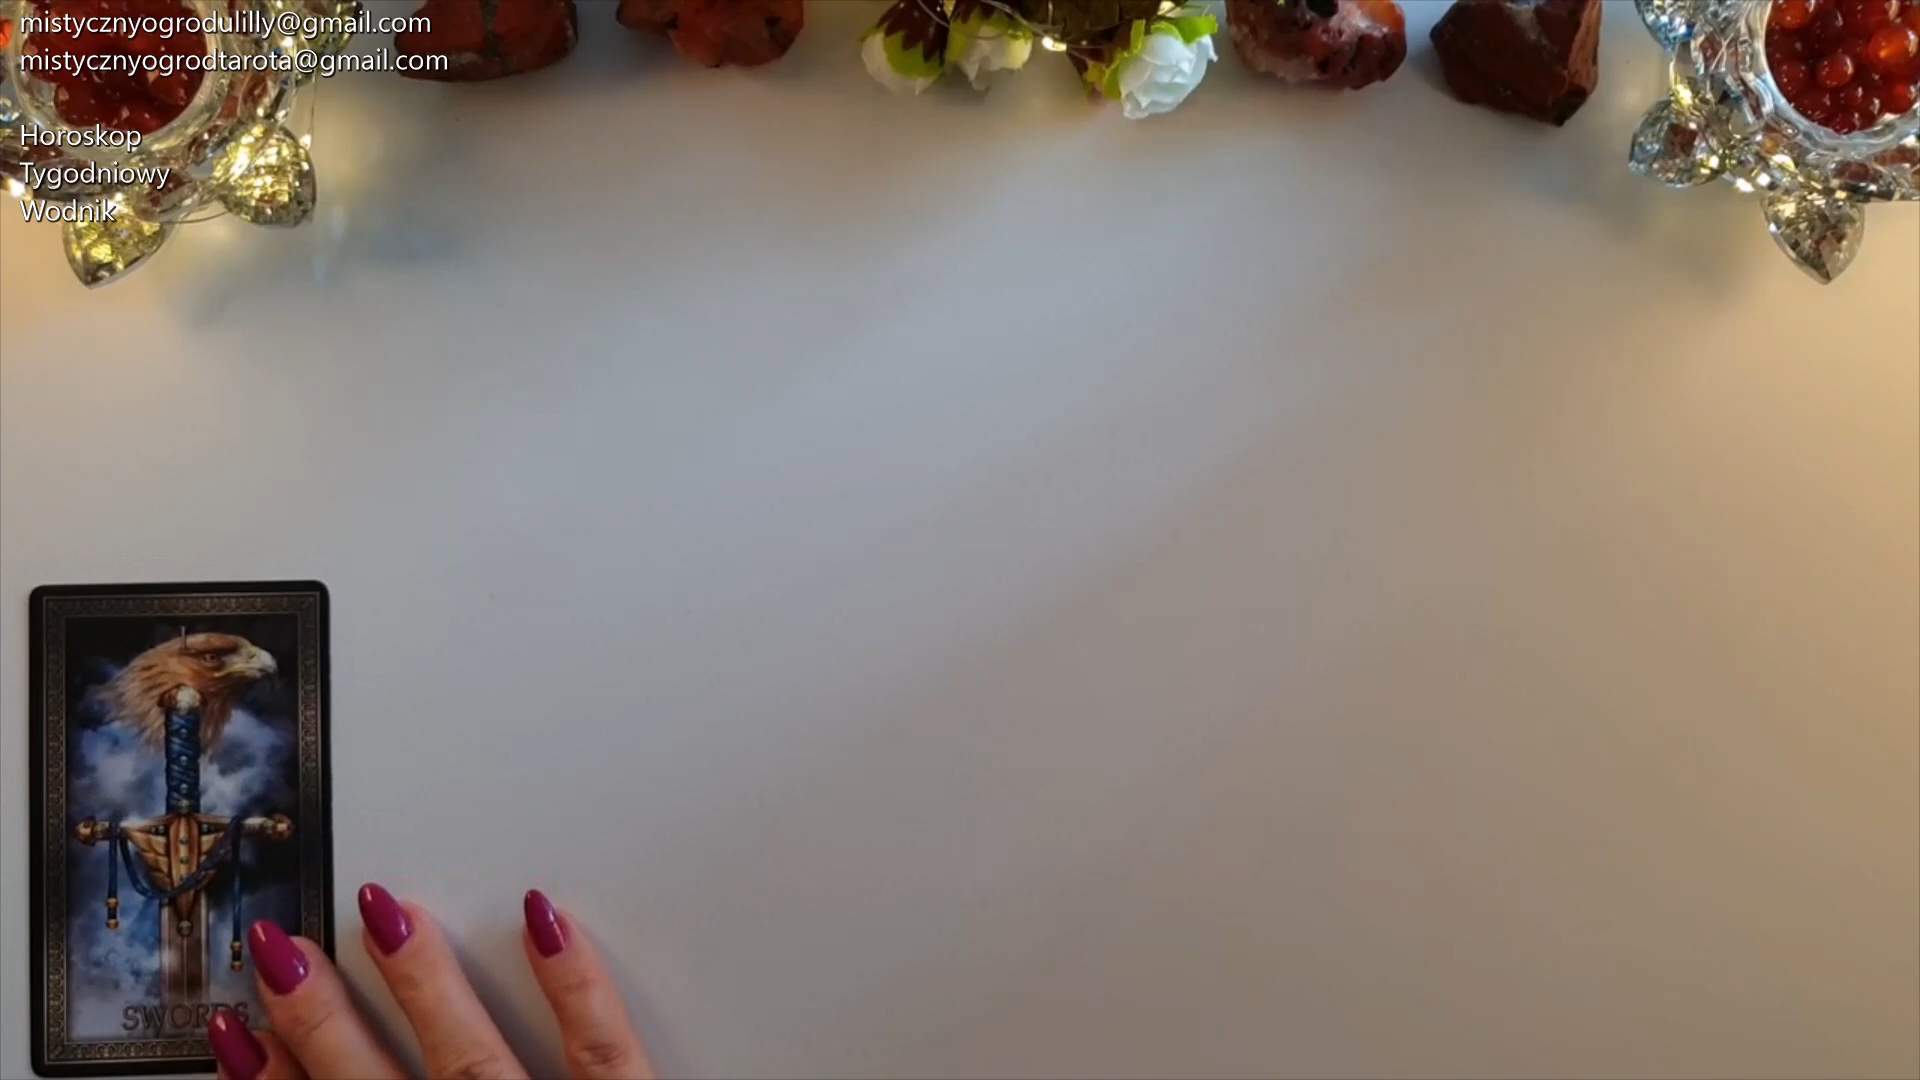 mistycznyogrodulilly@gmail.com
mistycznyogrodtarota@gmail.com
Horoskop
Tygodniowy
Wodnik
SWORDS